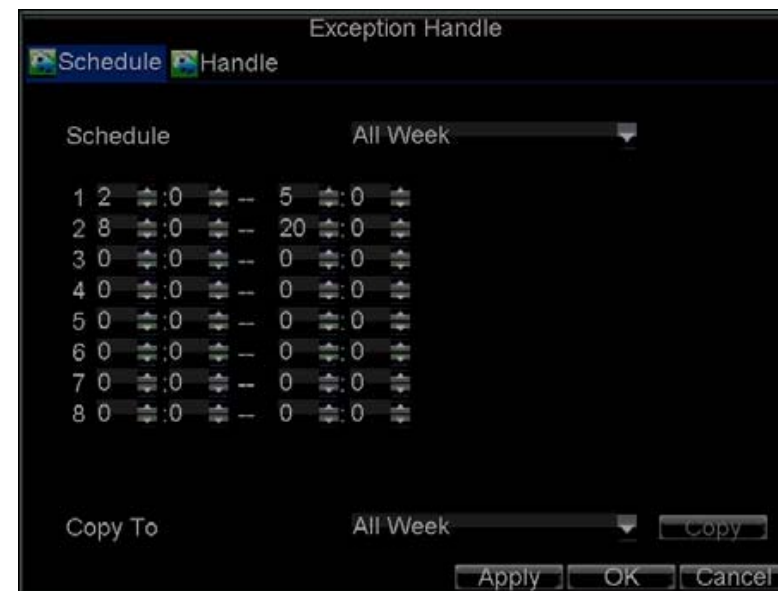 Exception Handle
Schedule Handle
Schedule All Week
1 2 :0 -- 5 :0
2 8 :0 -- 20 :0
3 0 :0 -- 0 :0
4 0 :0 -- 0 :0
5 0 :0 -- 0 :0
6 0 :0 -- 0 :0
7 0 :0 -- 0 :0
8 0 :0 -- 0 :0
Copy To All Week Copy
Apply OK Cancel